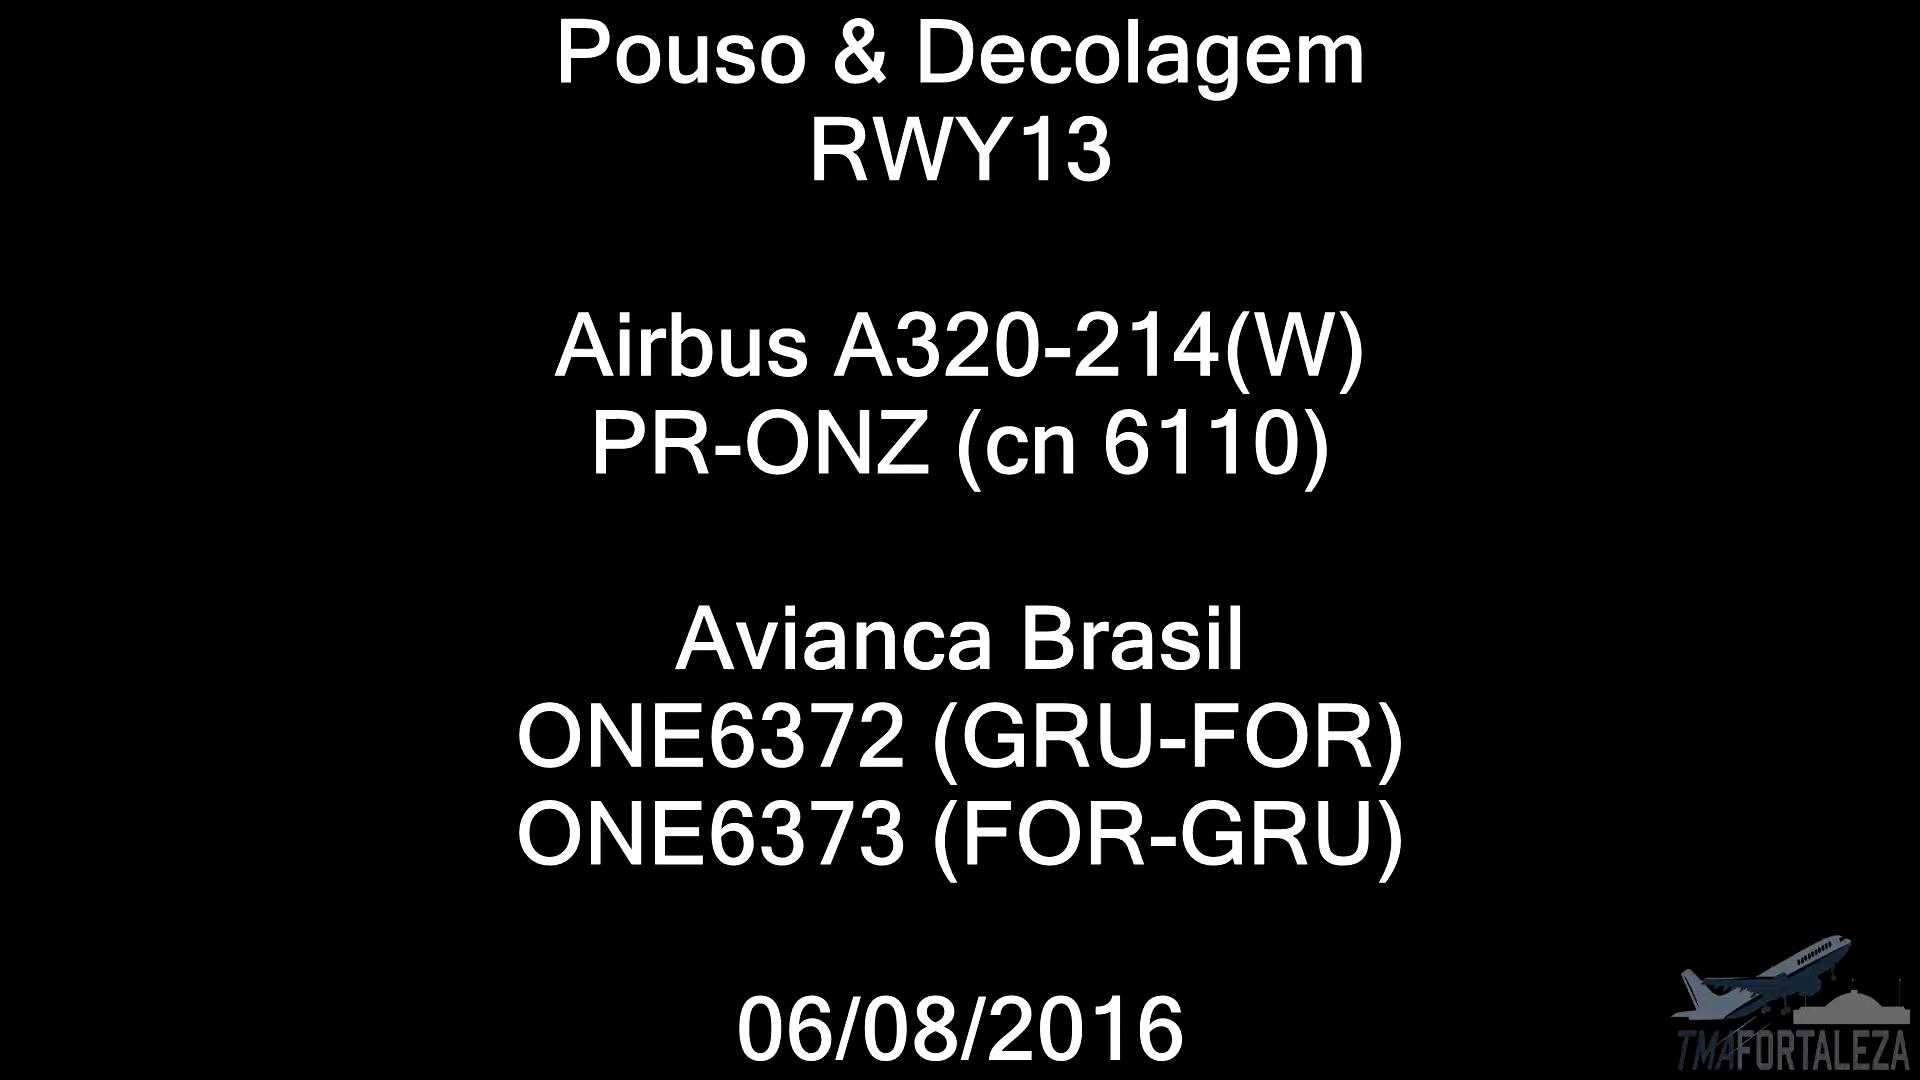 Pouso & Decolagem
RWY13
Airbus A320-214(W)
PR-ONZ (cn 6110)
Avianca Brasil
ONE6372 (GRU-FOR)
ONE6373 (FOR-GRU)
06/08/2016
TMAFORTALEZA